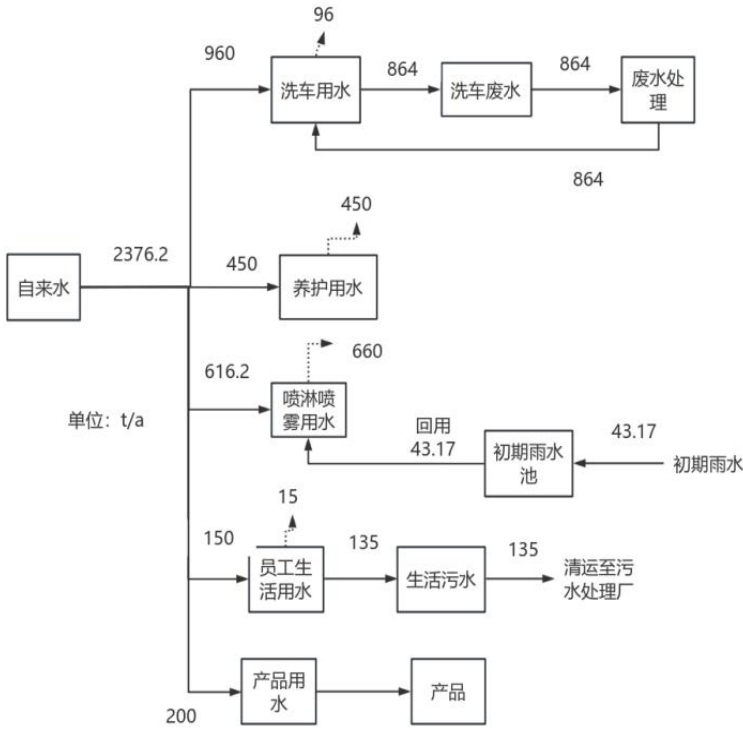 96
960
洗车用水
864
洗车废水
864
废水处
理
864
450
2376.2
450
自来水
养护用水
660
616.2
喷淋喷
雾用水
单位：t/a
回用
43.17
初期雨水
池
43.17
初期雨水
15
150
员工生
活用水
135
生活污水
135
清运至污
水处理厂
产品用
水
产品
200